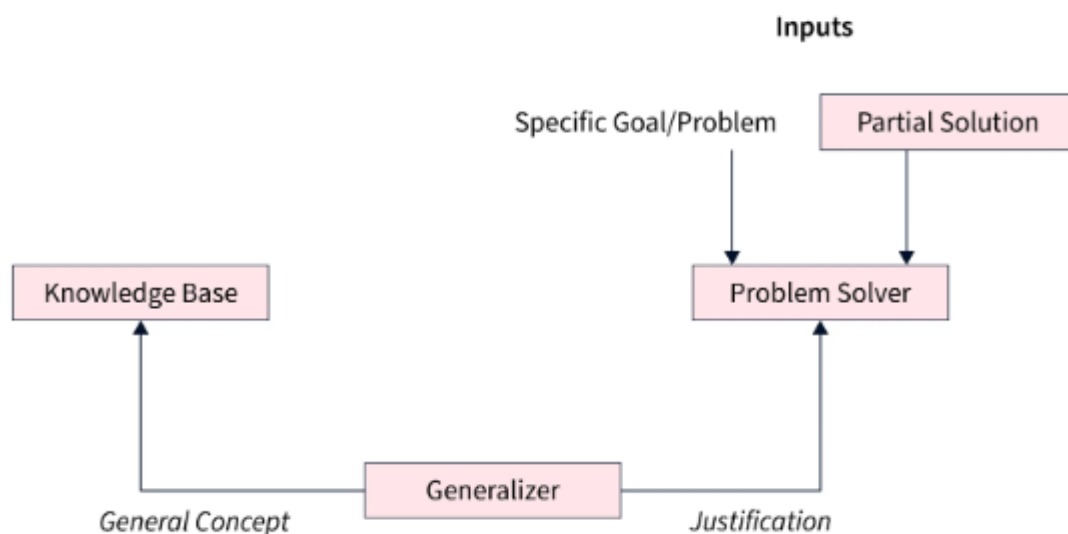 Inputs
Specific Goal/Problem
Partial Solution
Knowledge Base
Problem Solver
Generalizer
General Concept
Justification